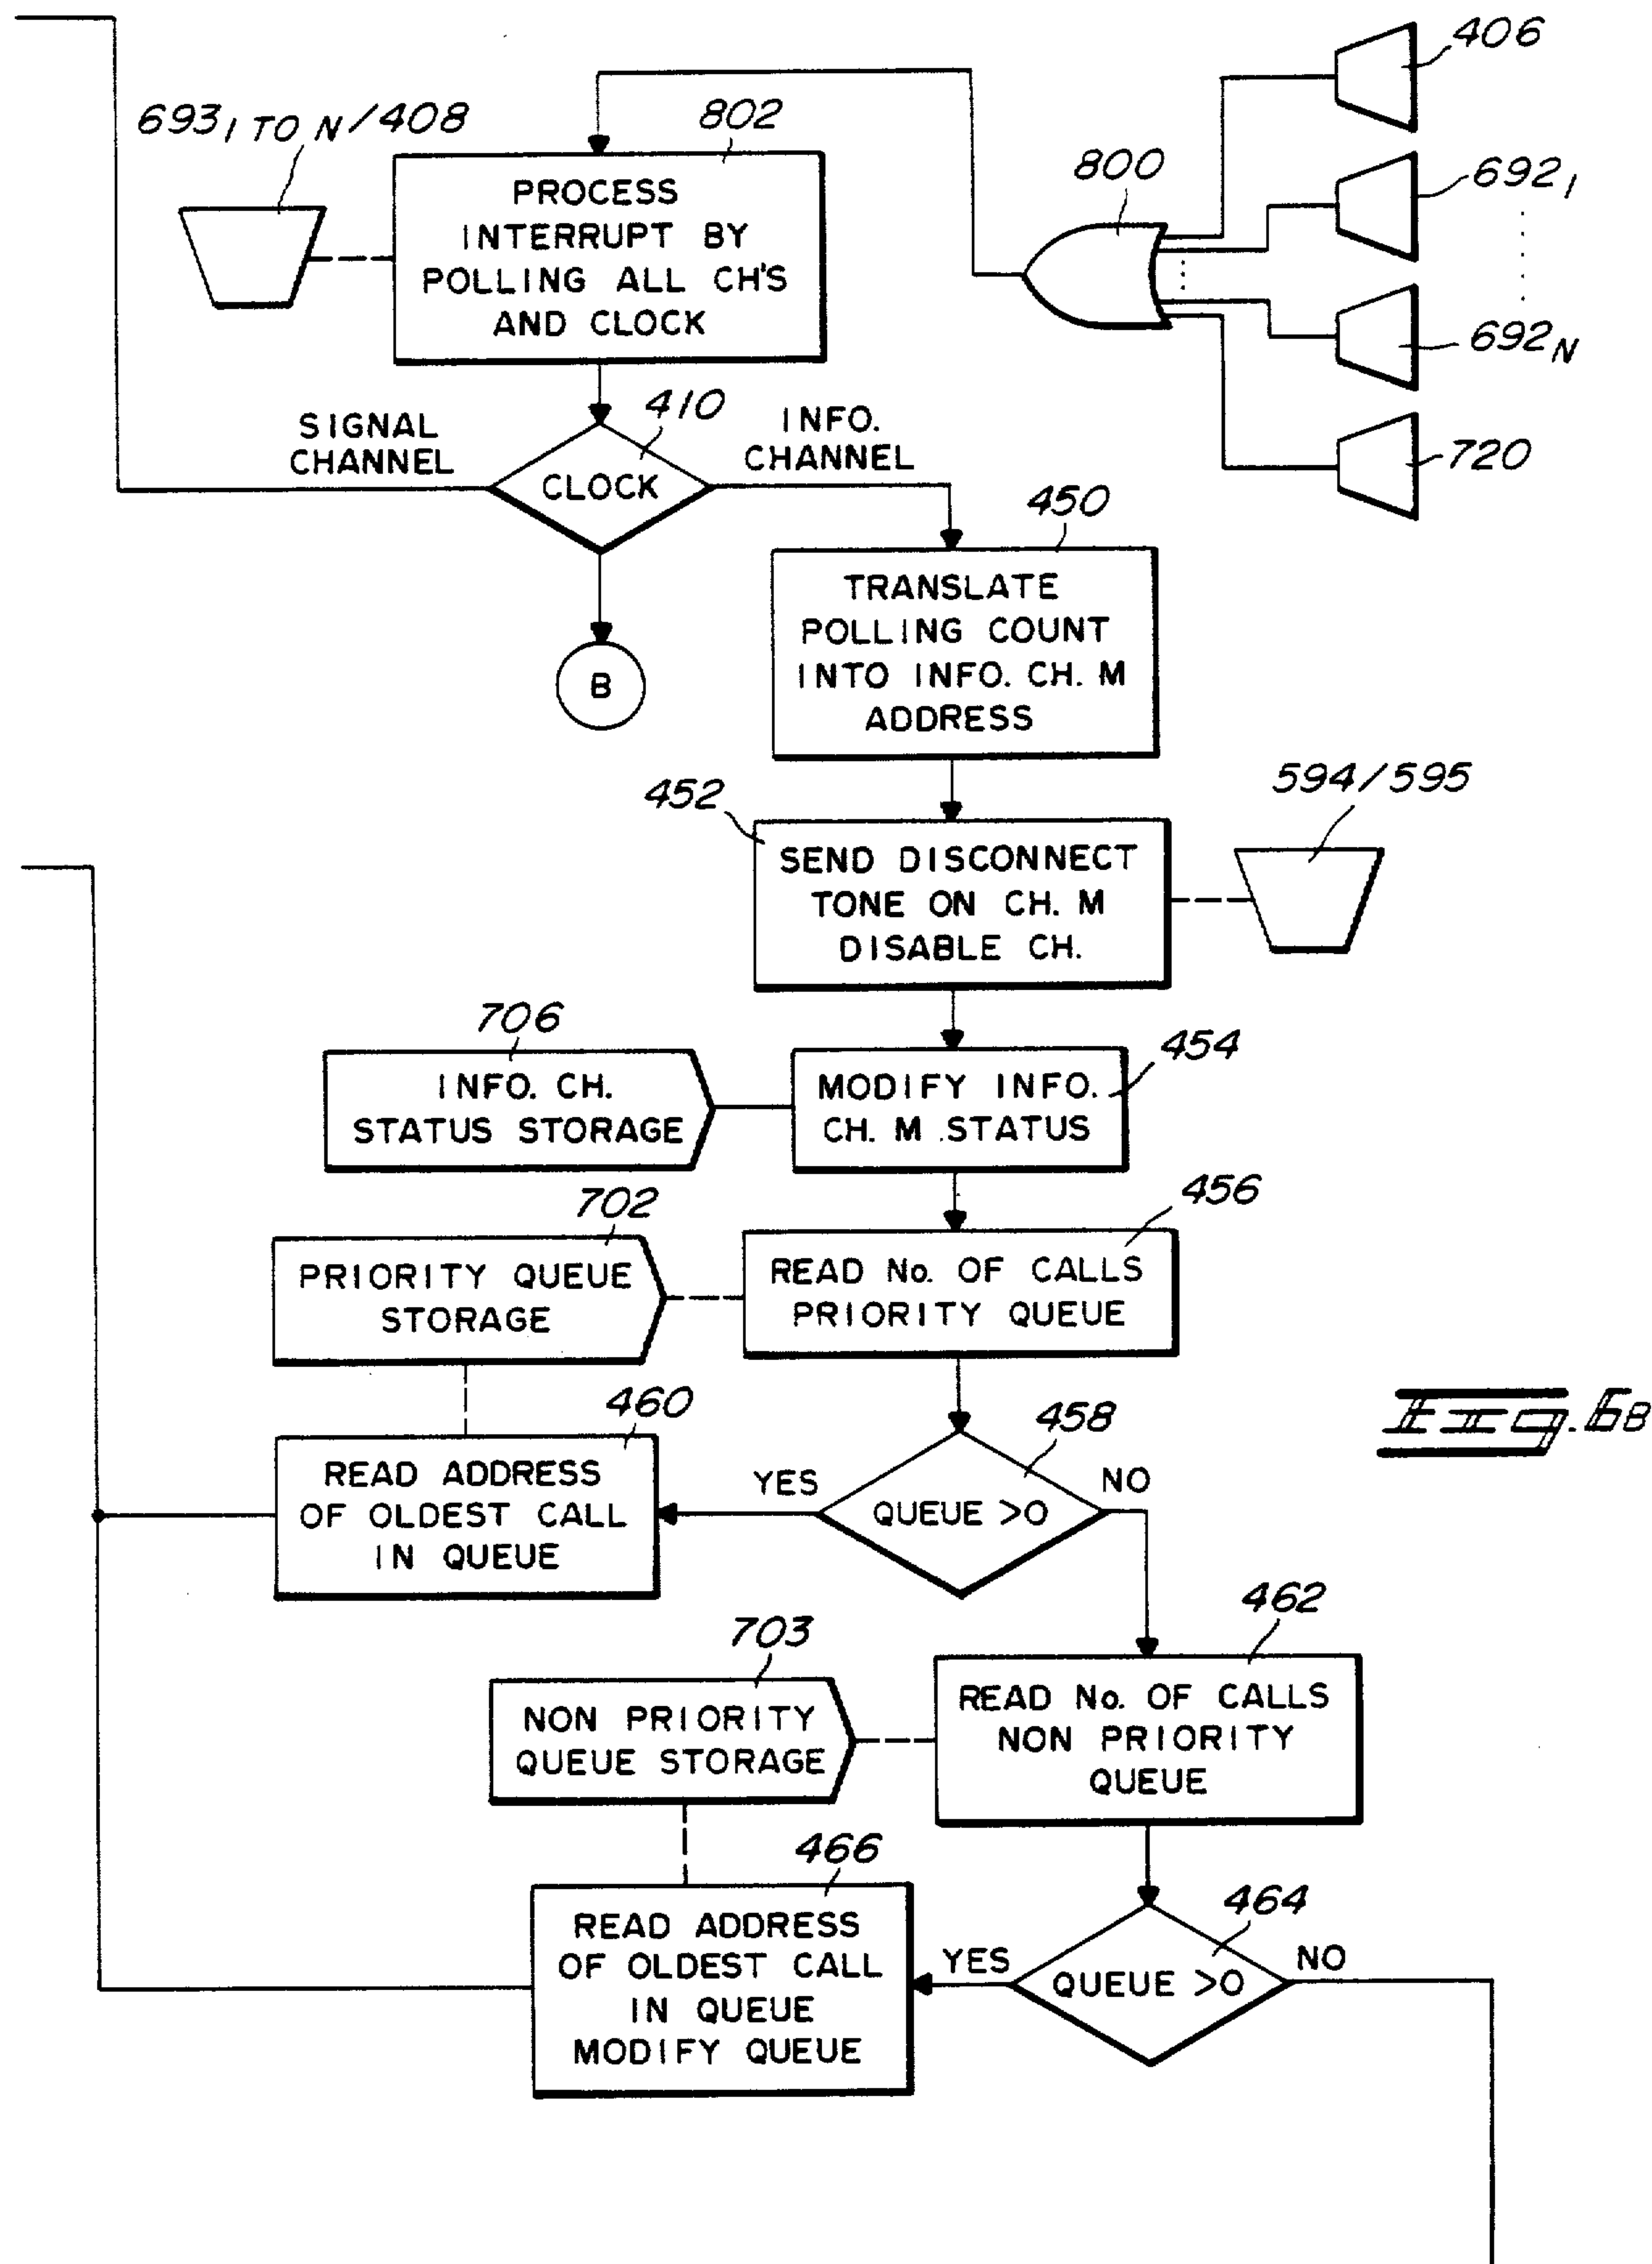 406
693 1 TO N/408
802
PROCESS
INTERRUPT BY
POLLING ALL CH'S
AND CLOCK
800
692 1
692 N
720
SIGNAL
CHANNEL
410
CLOCK
INFO.
CHANNEL
B
450
TRANSLATE
POLLING COUNT
INTO INFO. CH. M
ADDRESS
452
SEND DISCONNECT
TONE ON CH. M
DISABLE CH.
594/595
706
INFO. CH.
STATUS STORAGE
454
MODIFY INFO.
CH. M STATUS
702
PRIORITY QUEUE
STORAGE
456
READ No. OF CALLS
PRIORITY QUEUE
460
READ ADDRESS
OF OLDEST CALL
IN QUEUE
YES
458
QUEUE >0
NO
Fig. 6B
703
NON PRIORITY
QUEUE STORAGE
462
READ No. OF CALLS
NON PRIORITY
QUEUE
466
READ ADDRESS
OF OLDEST CALL
IN QUEUE
MODIFY QUEUE
YES
464
QUEUE >0
NO